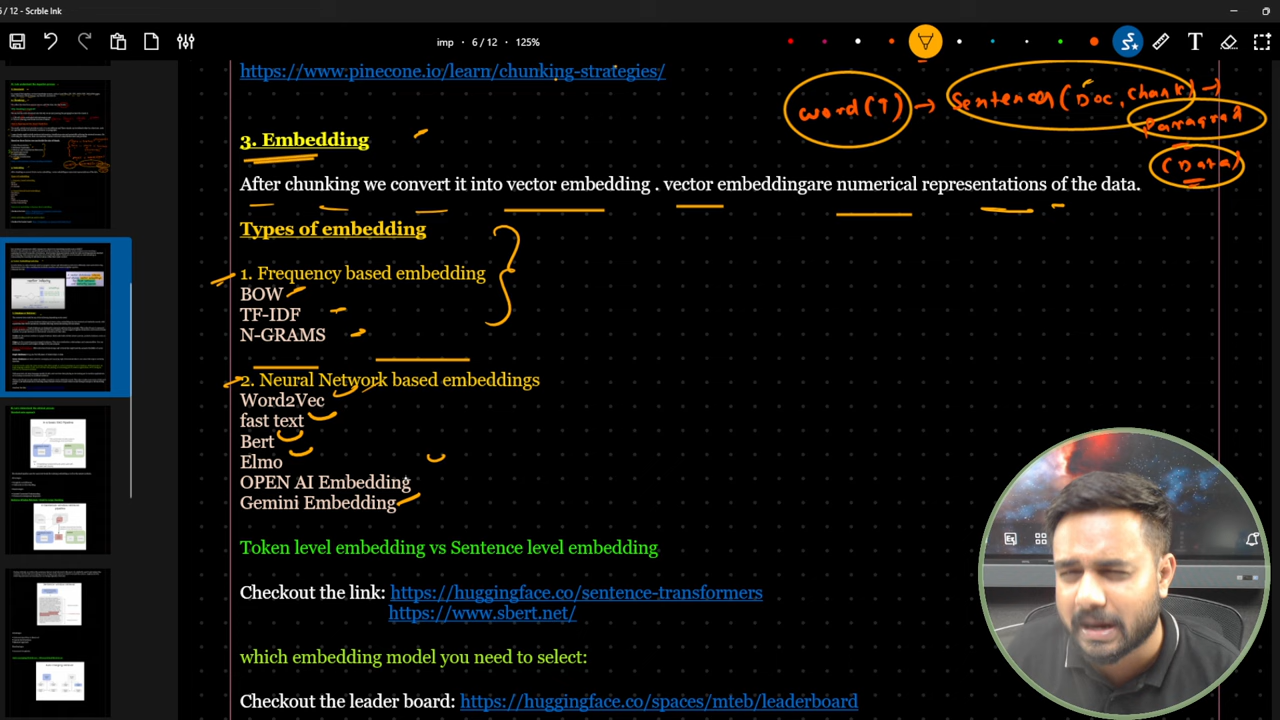 6 / 12 - Scrble Ink
imp • 6 / 12 • 125%
https://www.pinecone.io/learn/chunking-strategies/
word(9) → Sentences (Doc, chunk) →
Paragraph
(Data)
3. Embedding
After chunking we convert it into vector embedding . vector embeddingare numerical representations of the data.
Types of embedding
1. Frequency based embedding
BOW
TF-IDF
N-GRAMS
2. Neural Network based embeddings
Word2Vec
fast text
Bert
Elmo
OPEN AI Embedding
Gemini Embedding
Token level embedding vs Sentence level embedding
Checkout the link: https://huggingface.co/sentence-transformers
https://www.sbert.net/
which embedding model you need to select:
Checkout the leader board: https://huggingface.co/spaces/mteb/leaderboard